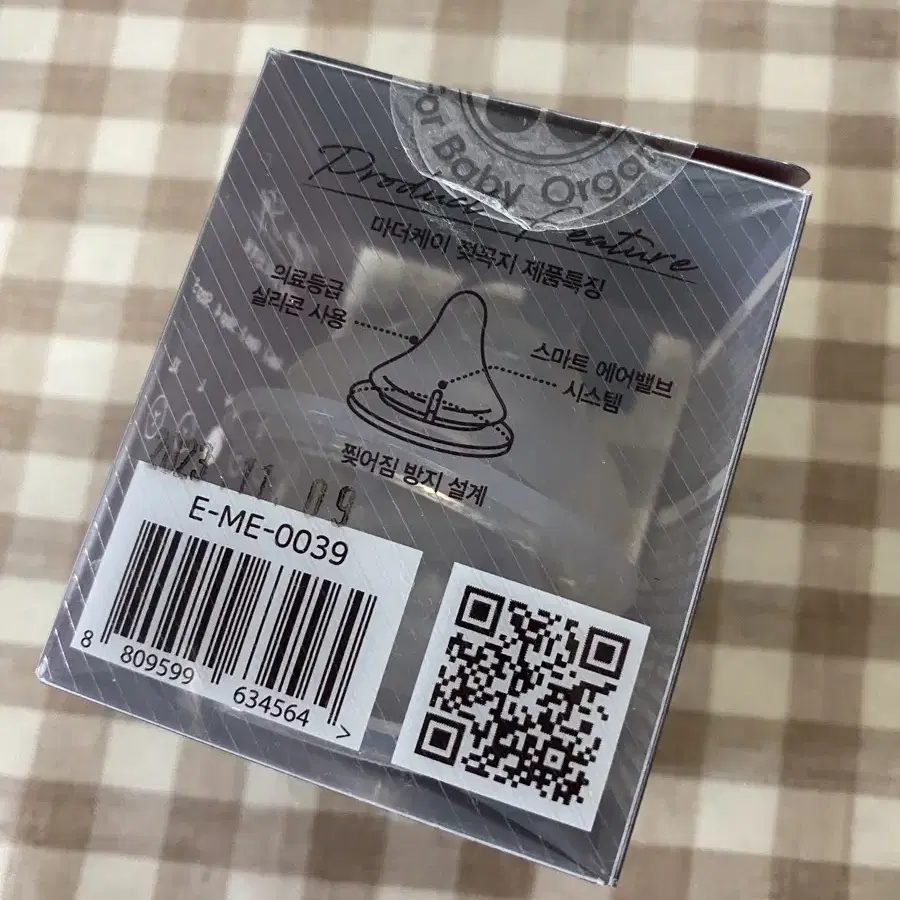 For Baby Orga
Product Feature
마더케이 젖꼭지 제품특징
의료등급
실리콘 사용
스마트 에어밸브
시스템
찢어짐 방지 설계
2023.11.09
E-ME-0039
8 809599 634564 >